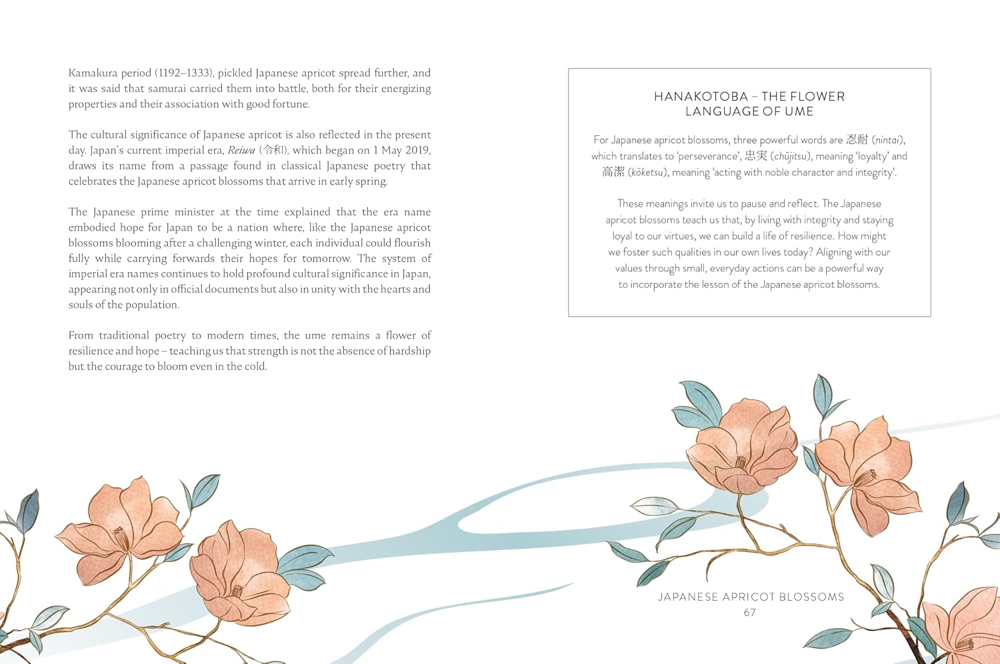 Kamakura period (1192–1333), pickled Japanese apricot spread further, and
it was said that samurai carried them into battle, both for their energizing
properties and their association with good fortune.
The cultural significance of Japanese apricot is also reflected in the present
day. Japan's current imperial era, Reiwa (令和), which began on 1 May 2019,
draws its name from a passage found in classical Japanese poetry that
celebrates the Japanese apricot blossoms that arrive in early spring.
The Japanese prime minister at the time explained that the era name
embodied hope for Japan to be a nation where, like the Japanese apricot
blossoms blooming after a challenging winter, each individual could flourish
fully while carrying forwards their hopes for tomorrow. The system of
imperial era names continues to hold profound cultural significance in Japan,
appearing not only in official documents but also in unity with the hearts and
souls of the population.
From traditional poetry to modern times, the ume remains a flower of
resilience and hope – teaching us that strength is not the absence of hardship
but the courage to bloom even in the cold.
HANAKOTOBA – THE FLOWER
LANGUAGE OF UME
For Japanese apricot blossoms, three powerful words are 忍耐 (nintai),
which translates to ‘perseverance’, 忠実 (chūjitsu), meaning ‘loyalty’ and
高潔 (kōketsu), meaning ‘acting with noble character and integrity’.
These meanings invite us to pause and reflect. The Japanese
apricot blossoms teach us that, by living with integrity and staying
loyal to our virtues, we can build a life of resilience. How might
we foster such qualities in our own lives today? Aligning with our
values through small, everyday actions can be a powerful way
to incorporate the lesson of the Japanese apricot blossoms.
JAPANESE APRICOT BLOSSOMS
67